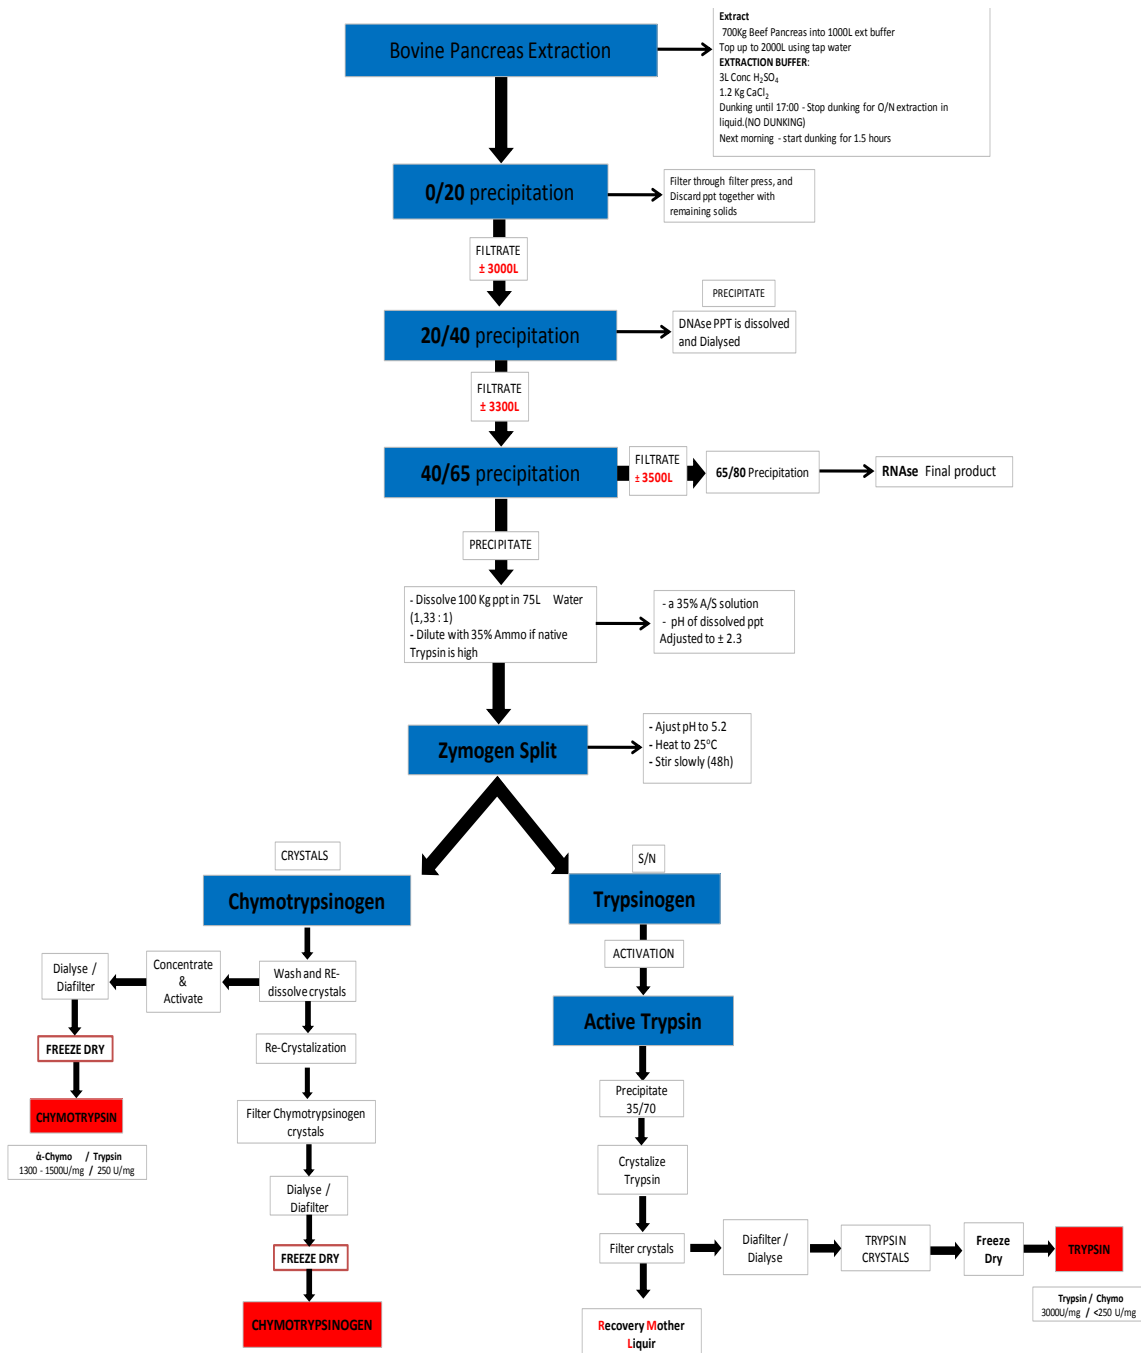 Extract
700Kg Beef Pancreas into 1000L ext buffer
Top up to 2000L using tap water
EXTRACTION BUFFER:
3L Conc H₂SO₄
1.2 Kg CaCl₂
Dunking until 17:00 - Stop dunking for O/N extraction in
liquid.(NO DUNKING)
Next morning - start dunking for 1.5 hours
Bovine Pancreas Extraction
0/20 precipitation
Filter through filter press, and
Discard ppt together with
remaining solids
FILTRATE
± 3000L
PRECIPITATE
20/40 precipitation
DNAse PPT is dissolved
and Dialysed
FILTRATE
± 3300L
40/65 precipitation
FILTRATE
± 3500L
65/80 Precipitation
RNAse Final product
PRECIPITATE
- Dissolve 100 Kg ppt in 75L Water
(1,33 : 1)
- Dilute with 35% Ammo if native
Trypsin is high
- a 35% A/S solution
- pH of dissolved ppt
Adjusted to ± 2.3
Zymogen Split
- Ajust pH to 5.2
- Heat to 25°C
- Stir slowly (48h)
CRYSTALS
S/N
Chymotrypsinogen
Trypsinogen
ACTIVATION
Dialyse /
Diafilter
Concentrate
&
Activate
Wash and RE-
dissolve crystals
Active Trypsin
FREEZE DRY
Re-Crystalization
CHYMOTRYPSIN
Filter Chymotrypsinogen
crystals
Precipitate
35/70
ά-Chymo / Trypsin
1300 - 1500U/mg / 250 U/mg
Crystalize
Trypsin
Dialyse /
Diafilter
FREEZE DRY
Filter crystals
Diafilter /
Dialyse
TRYPSIN
CRYSTALS
Freeze
Dry
TRYPSIN
CHYMOTRYPSINOGEN
Recovery Mother
Liquir
Trypsin / Chymo
3000U/mg / <250 U/mg